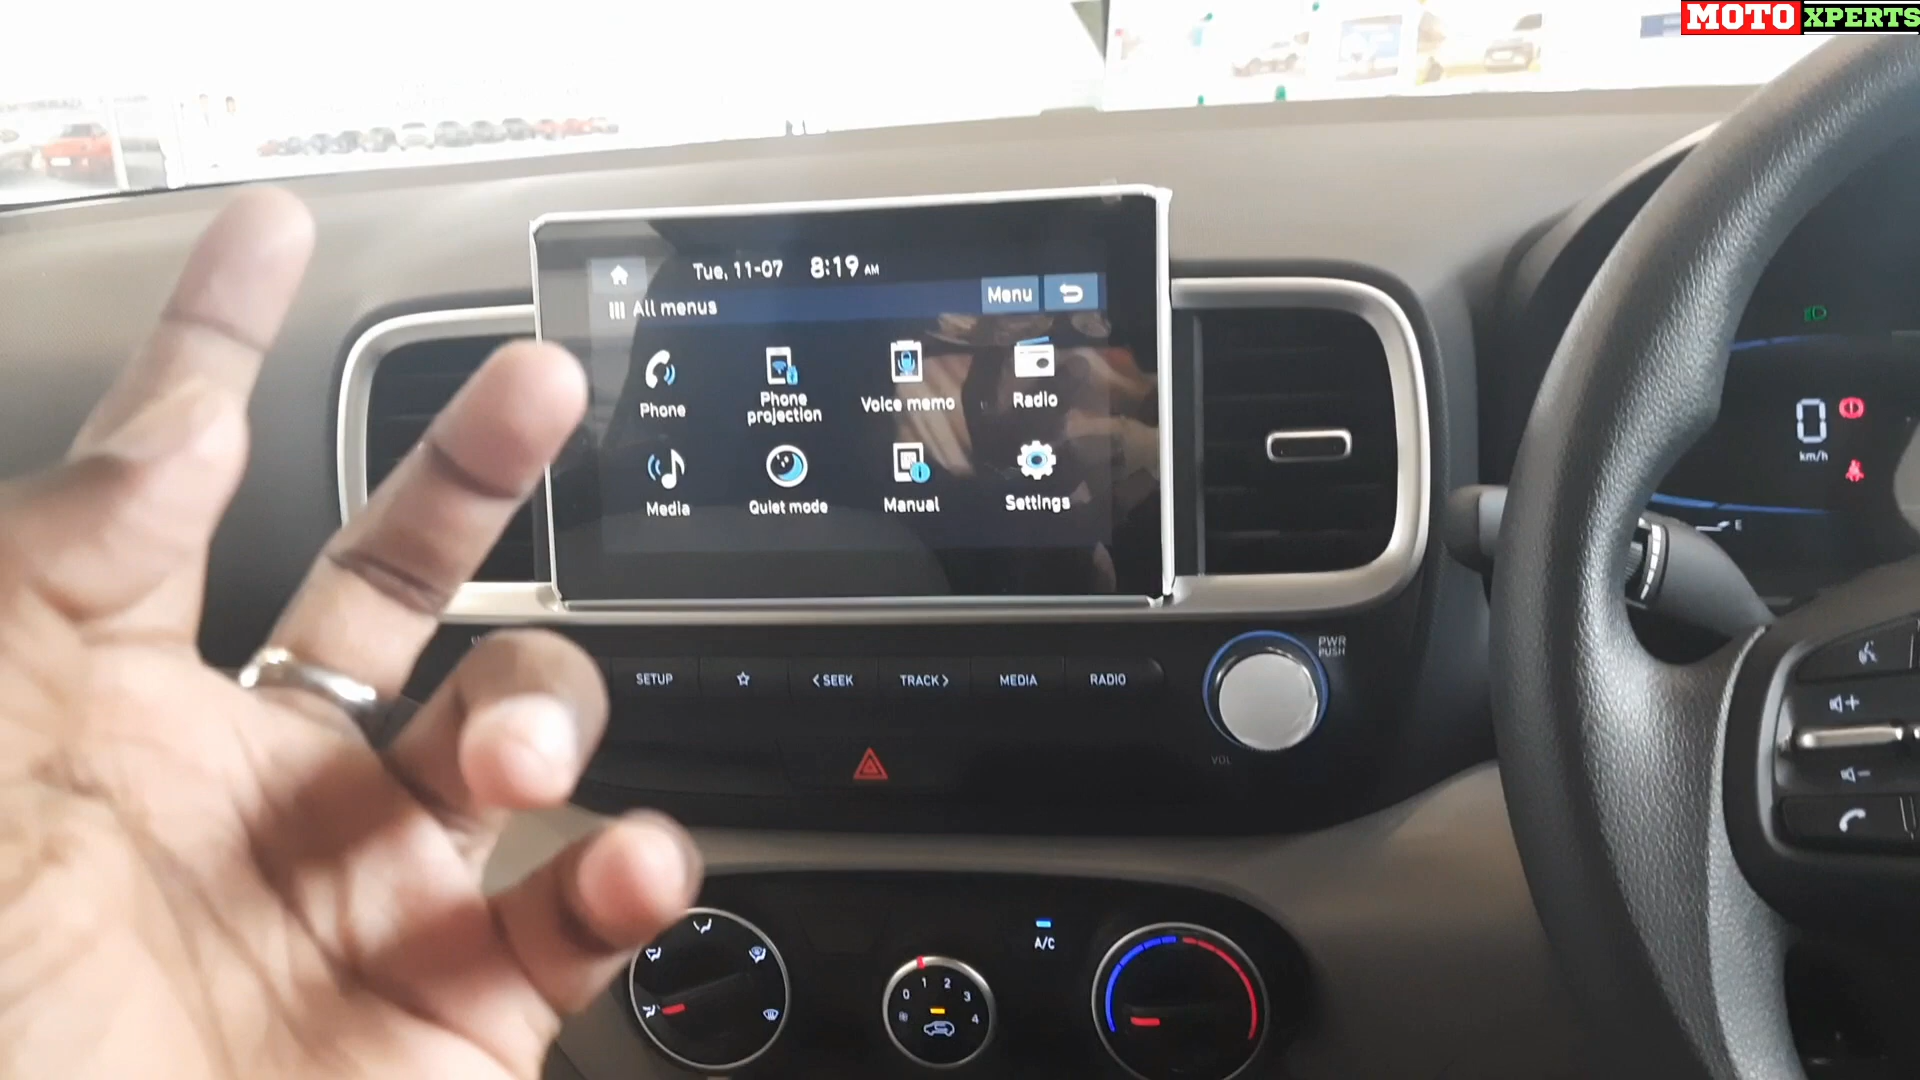 MOTO XPERTS
Tue, 11-07 8:19 AM
All menus
Menu
Phone
Phone projection
Voice memo
Radio
Media
Quiet mode
Manual
Settings
0
km/h
E
PWR
PUSH
SETUP
< SEEK
TRACK >
MEDIA
RADIO
VOL
A/C
0 1 2 3 4